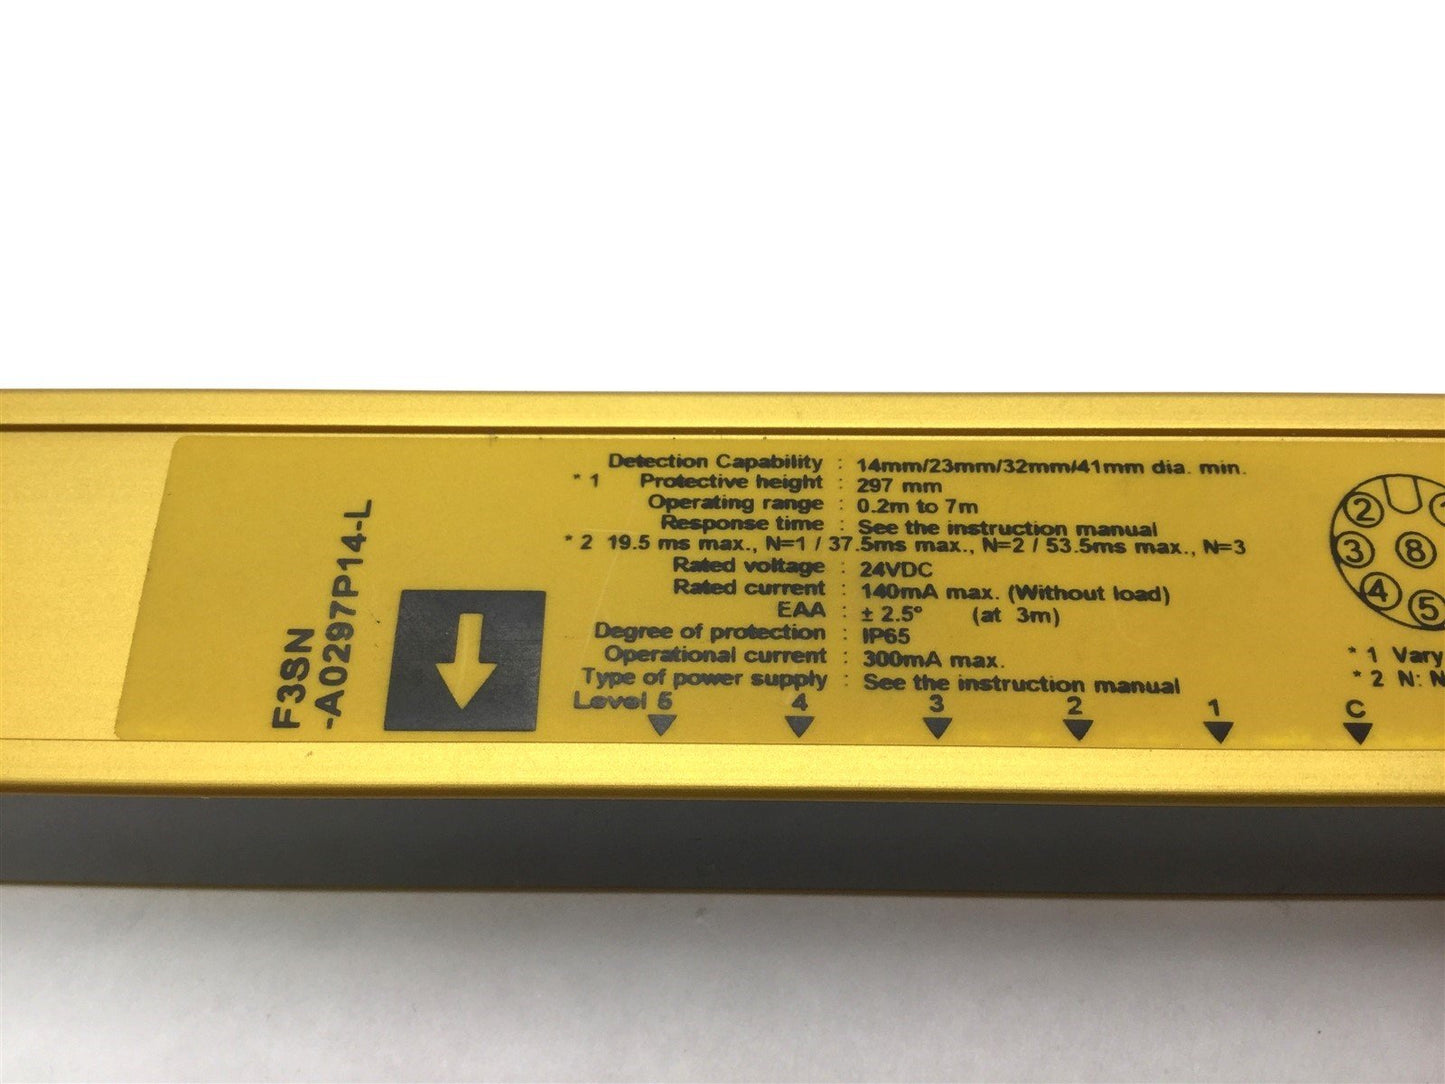 F3SN
-A0297P14-L
Detection Capability : 14mm/23mm/32mm/41mm dia. min.
*1 Protective height : 297 mm
Operating range : 0.2m to 7m
Response time : See the instruction manual
*2 19.5 ms max., N=1 / 37.5ms max., N=2 / 53.5ms max., N=3
Rated voltage : 24VDC
Rated current : 140mA max. (Without load)
EAA : ± 2.5° (at 3m)
Degree of protection : IP65
Operational current : 300mA max.
Type of power supply : See the instruction manual
Level 5 4 3 2 1 C
2
3 8
4 5
*1 Vary
*2 N: